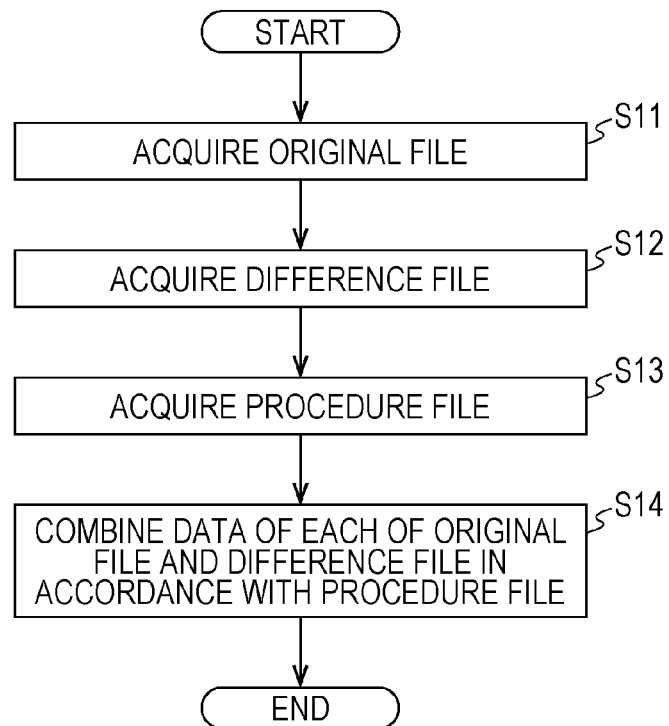 START
S11
ACQUIRE ORIGINAL FILE
S12
ACQUIRE DIFFERENCE FILE
S13
ACQUIRE PROCEDURE FILE
S14
COMBINE DATA OF EACH OF ORIGINAL
FILE AND DIFFERENCE FILE IN
ACCORDANCE WITH PROCEDURE FILE
END